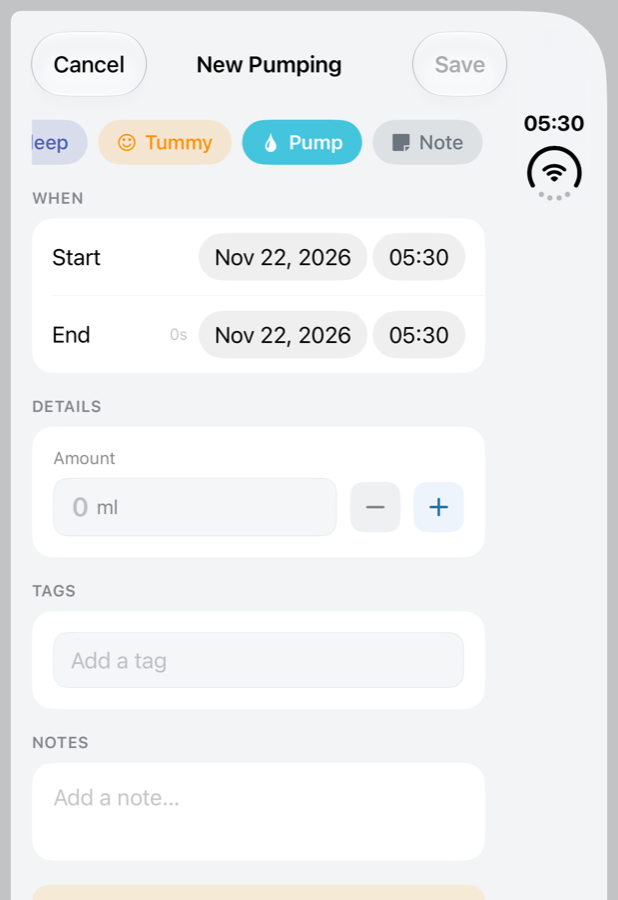 Cancel New Pumping Save
05:30
leep Tummy Pump Note
WHEN
Start Nov 22, 2026 05:30
End 0s Nov 22, 2026 05:30
DETAILS
Amount
0 ml
TAGS
Add a tag
NOTES
Add a note...